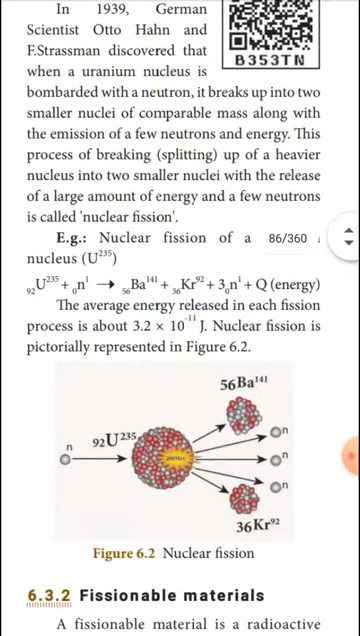 In 1939, German
Scientist Otto Hahn and
F.Strassman discovered that
when a uranium nucleus is
B353TN
bombarded with a neutron, it breaks up into two
smaller nuclei of comparable mass along with
the emission of a few neutrons and energy. This
process of breaking (splitting) up of a heavier
nucleus into two smaller nuclei with the release
of a large amount of energy and a few neutrons
is called 'nuclear fission'.
E.g.: Nuclear fission of a
86/360
nucleus (U²³⁵)
₉₂U²³⁵ + ₀n¹ → ₅₆Ba¹⁴¹ + ₃₆Kr⁹² + 3₀n¹ + Q (energy)
The average energy released in each fission
process is about 3.2 × 10⁻¹¹ J. Nuclear fission is
pictorially represented in Figure 6.2.
56Ba¹⁴¹
n
92U²³⁵
n
n
n
36Kr⁹²
Figure 6.2 Nuclear fission
6.3.2 Fissionable materials
A fissionable material is a radioactive